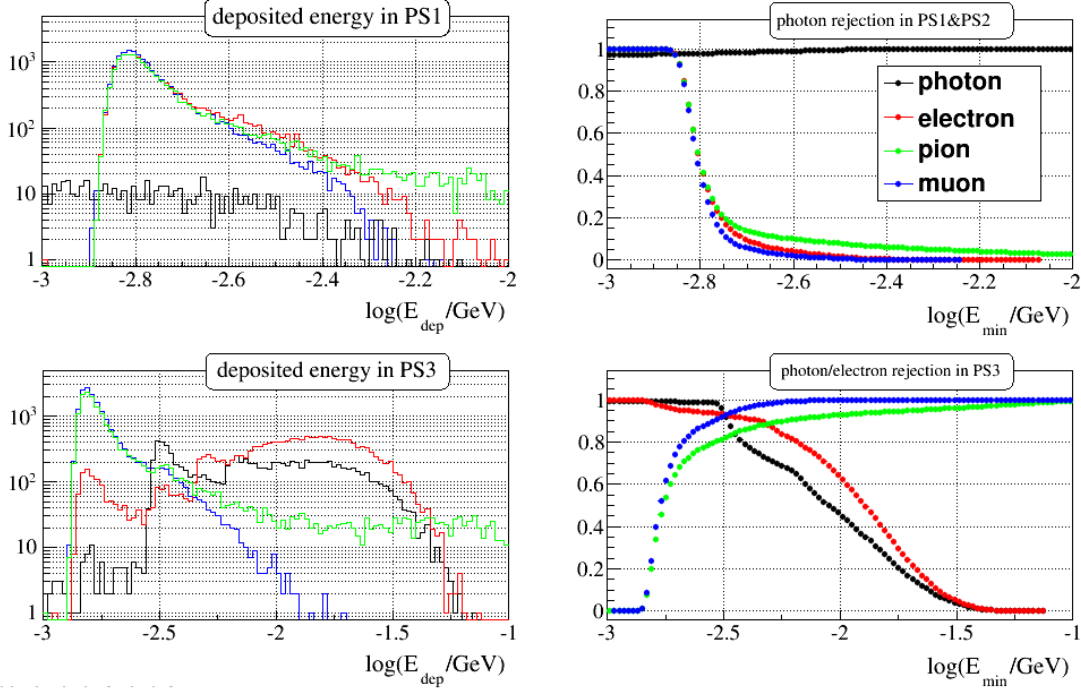 deposited energy in PS1
10³
10²
10
1
-3 -2.8 -2.6 -2.4 -2.2 -2
log(E_dep/GeV)
photon rejection in PS1&PS2
photon
electron
pion
muon
1
0.8
0.6
0.4
0.2
0
-3 -2.8 -2.6 -2.4 -2.2 -2
log(E_min/GeV)
deposited energy in PS3
10³
10²
10
1
-3 -2.5 -2 -1.5 -1
log(E_dep/GeV)
photon/electron rejection in PS3
1
0.8
0.6
0.4
0.2
0
-3 -2.5 -2 -1.5 -1
log(E_min/GeV)